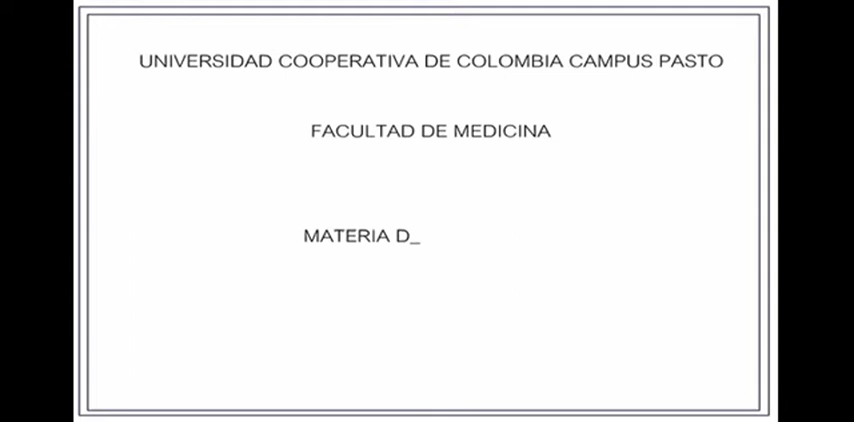 UNIVERSIDAD COOPERATIVA DE COLOMBIA CAMPUS PASTO
FACULTAD DE MEDICINA
MATERIA D_